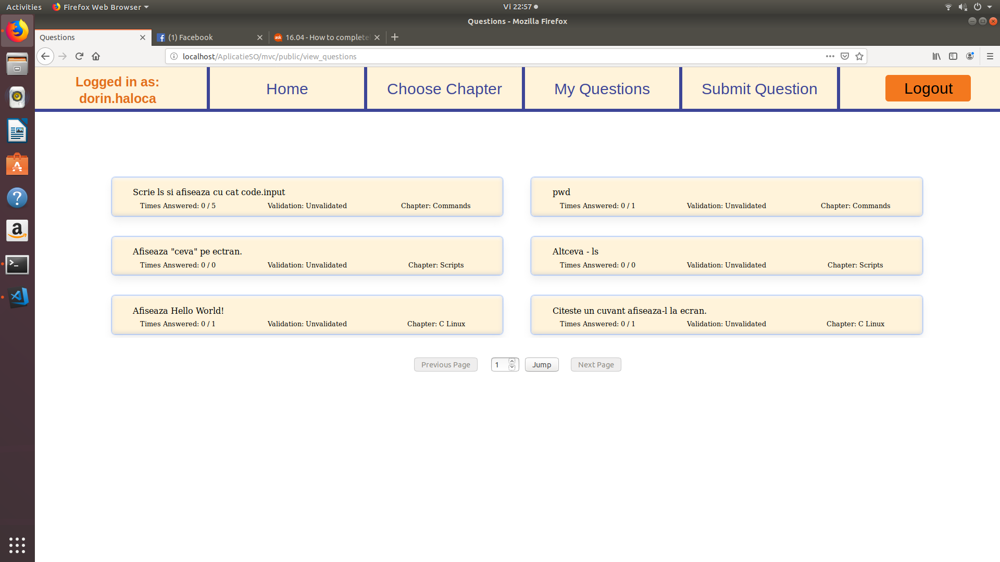 Activities Firefox Web Browser Vi 22:57
Questions - Mozilla Firefox
Questions (1) Facebook ask 16.04 - How to complete
localhost/AplicatieSO/mvc/public/view_questions
Logged in as:
dorin.haloca
Home Choose Chapter My Questions Submit Question Logout
Scrie ls si afiseaza cu cat code.input
Times Answered: 0 / 5 Validation: Unvalidated Chapter: Commands
pwd
Times Answered: 0 / 1 Validation: Unvalidated Chapter: Commands
Afiseaza "ceva" pe ectran.
Times Answered: 0 / 0 Validation: Unvalidated Chapter: Scripts
Altceva - ls
Times Answered: 0 / 0 Validation: Unvalidated Chapter: Scripts
Afiseaza Hello World!
Times Answered: 0 / 1 Validation: Unvalidated Chapter: C Linux
Citeste un cuvant afiseaza-l la ecran.
Times Answered: 0 / 1 Validation: Unvalidated Chapter: C Linux
Previous Page 1 Jump Next Page